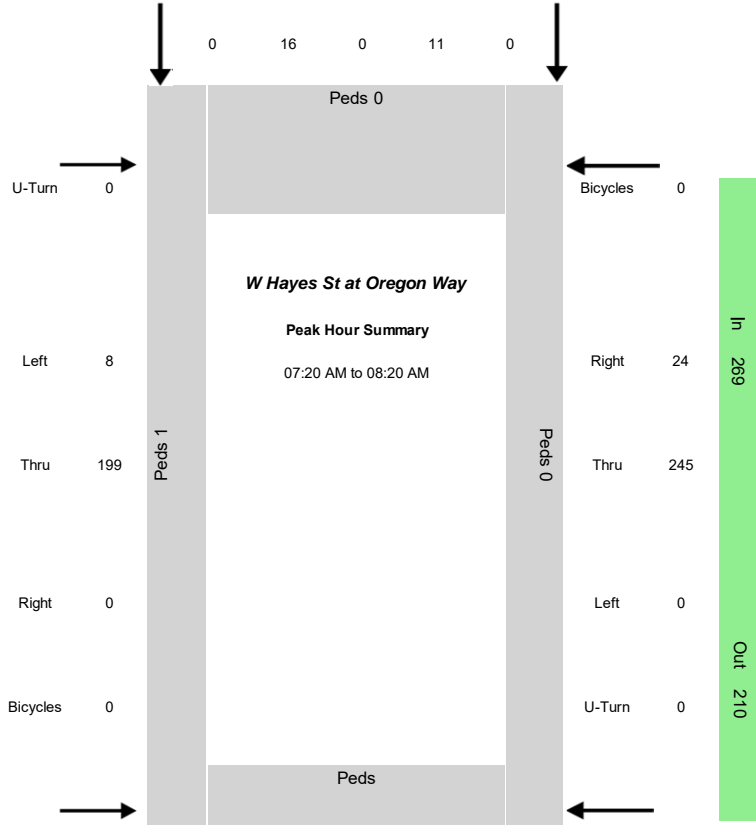 0 16 0 11 0
Peds 0
U-Turn 0
Bicycles 0
W Hayes St at Oregon Way
Peak Hour Summary
07:20 AM to 08:20 AM
Left 8
Right 24
In 269
Thru 199
Peds 1
Peds 0
Thru 245
Right 0
Left 0
Out 210
Bicycles 0
U-Turn 0
Peds